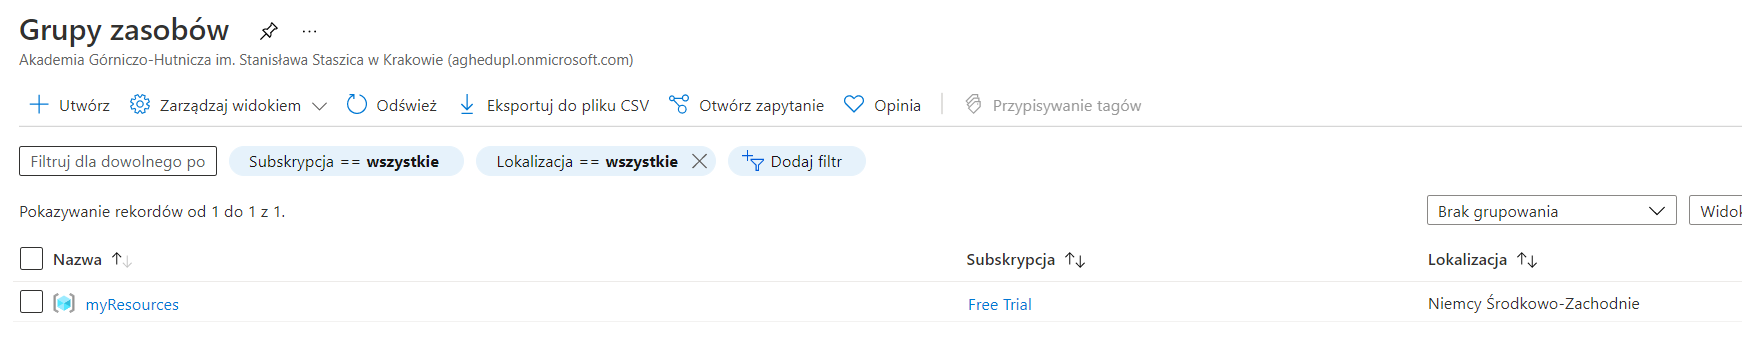 Grupy zasobów ...
Akademia Górniczo-Hutnicza im. Stanisława Staszica w Krakowie (aghedupl.onmicrosoft.com)
Utwórz Zarządzaj widokiem Odśwież Eksportuj do pliku CSV Otwórz zapytanie Opinia Przypisywanie tagów
Filtruj dla dowolnego po Subskrypcja == wszystkie Lokalizacja == wszystkie Dodaj filtr
Pokazywanie rekordów od 1 do 1 z 1. Brak grupowania Widok
Nazwa Subskrypcja Lokalizacja
myResources Free Trial Niemcy Środkowo-Zachodnie